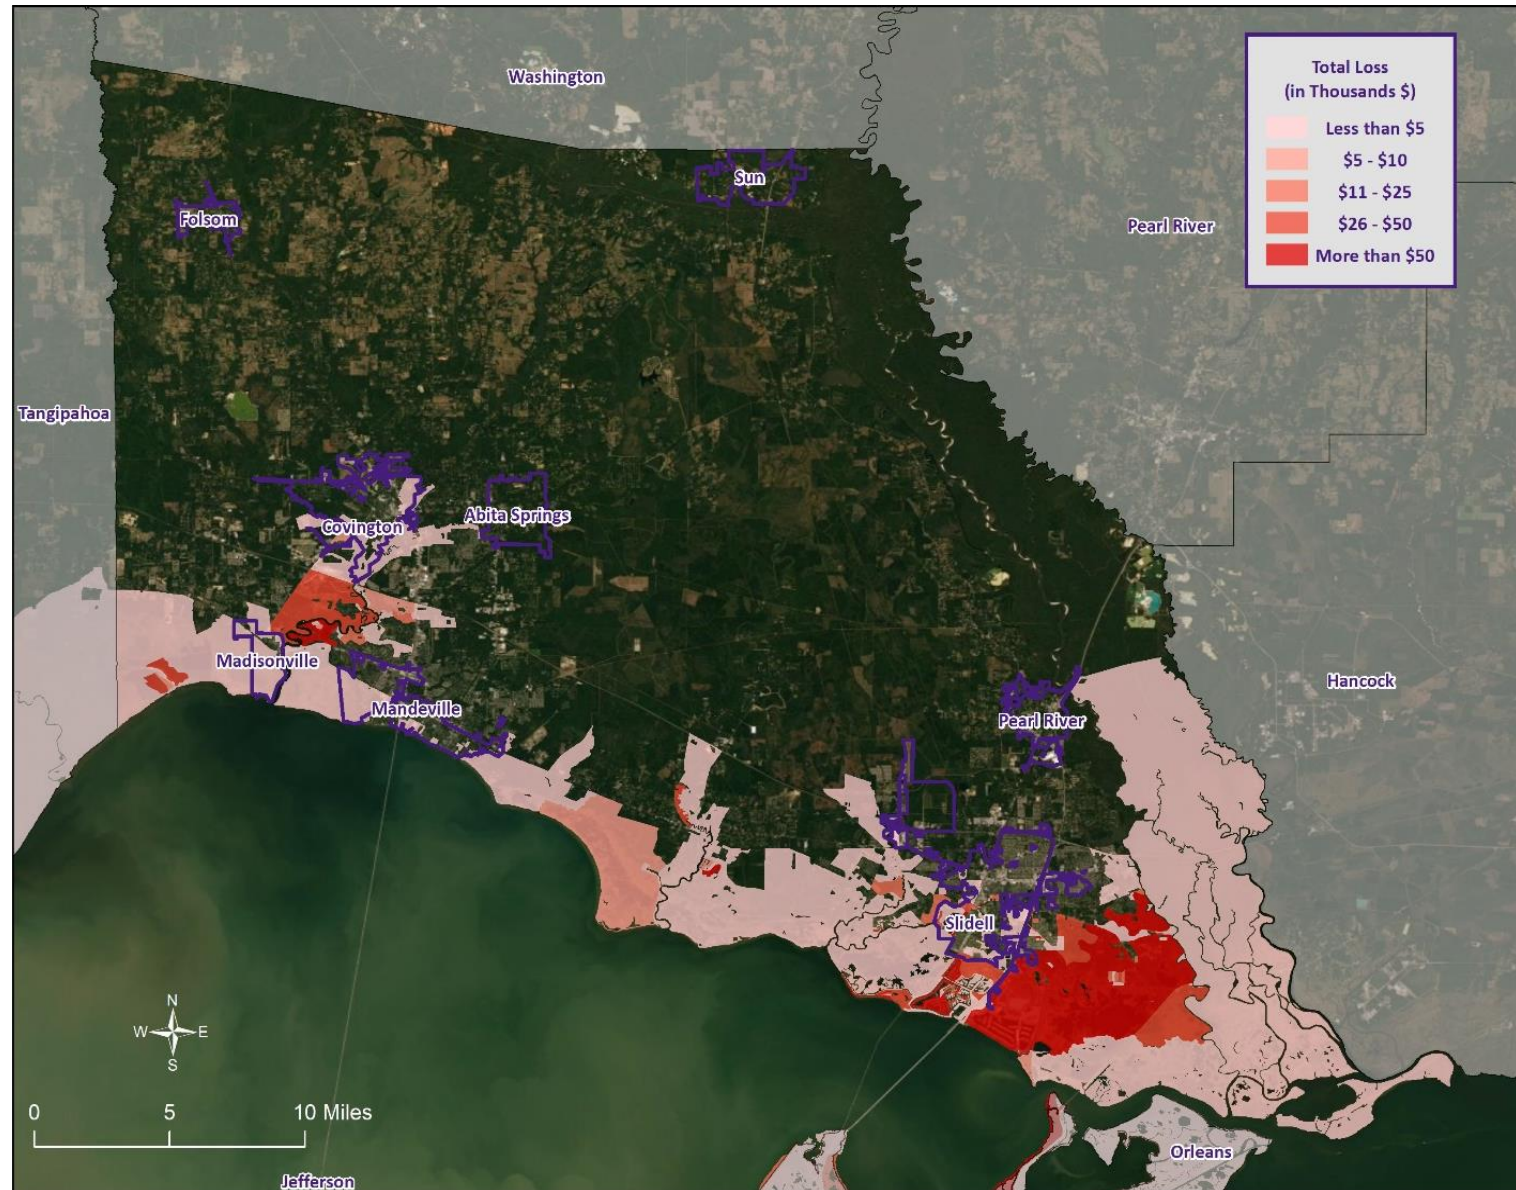 Washington
Total Loss
(in Thousands $)
Less than $5
$5 - $10
$11 - $25
$26 - $50
More than $50
Sun
Folsom
Pearl River
Tangipahoa
Covington
Abita Springs
Madisonville
Mandeville
Hancock
Pearl River
Slidell
N
W
E
S
0
5
10 Miles
Orleans
Jefferson